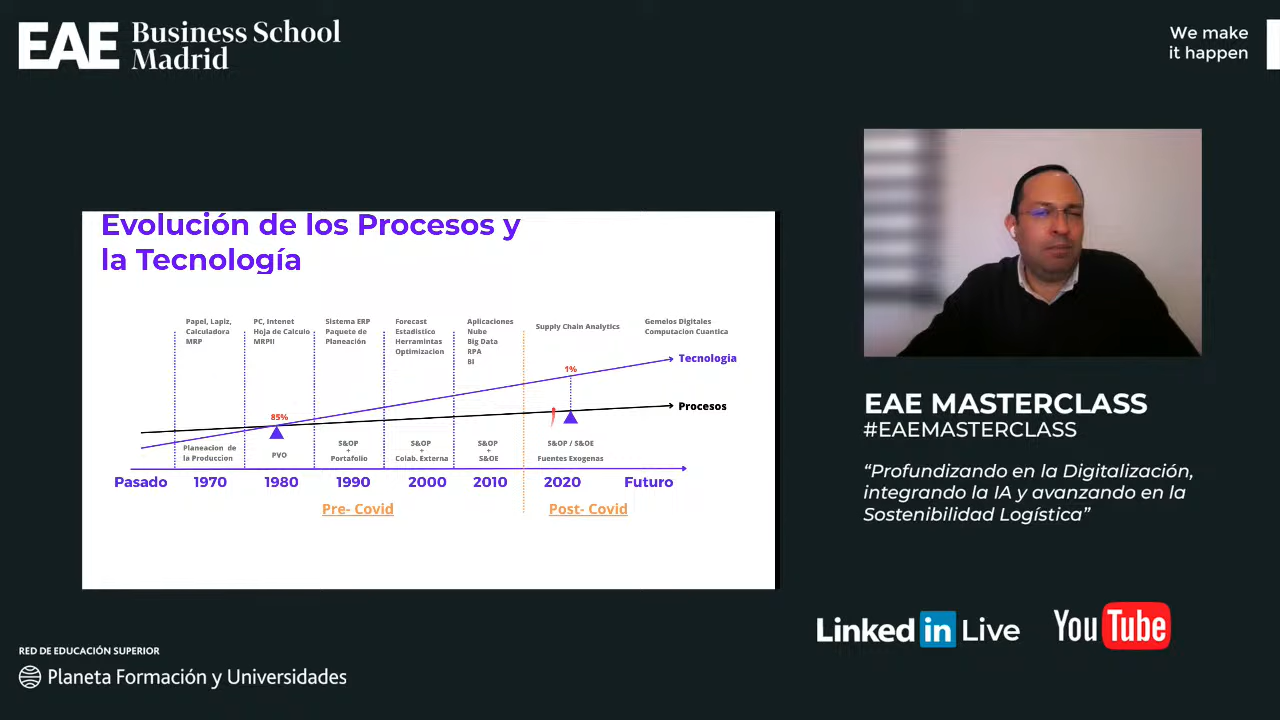 EAE Business School
Madrid
We make
it happen
Evolución de los Procesos y
la Tecnología
Papel, Lapiz,
Calculadora
MRP
PC, Intenet
Hoja de Calculo
MRPII
Sistema ERP
Paquete de
Planeación
Forecast
Estadistico
Herramintas
Optimizacion
Aplicaciones
Nube
Big Data
RPA
BI
Supply Chain Analytics
Gemelos Digitales
Computacion Cuantica
Tecnologia
1%
Procesos
85%
Planeacion de
la Produccion
PVO
S&OP
+
Portafolio
S&OP
+
Colab. Externa
S&OP
+
S&OE
S&OP / S&OE
Fuentes Exogenas
Pasado
1970
1980
1990
2000
2010
2020
Futuro
Pre- Covid
Post- Covid
EAE MASTERCLASS
#EAEMASTERCLASS
“Profundizando en la Digitalización,
integrando la IA y avanzando en la
Sostenibilidad Logística”
Linked in Live
YouTube
RED DE EDUCACIÓN SUPERIOR
Planeta Formación y Universidades